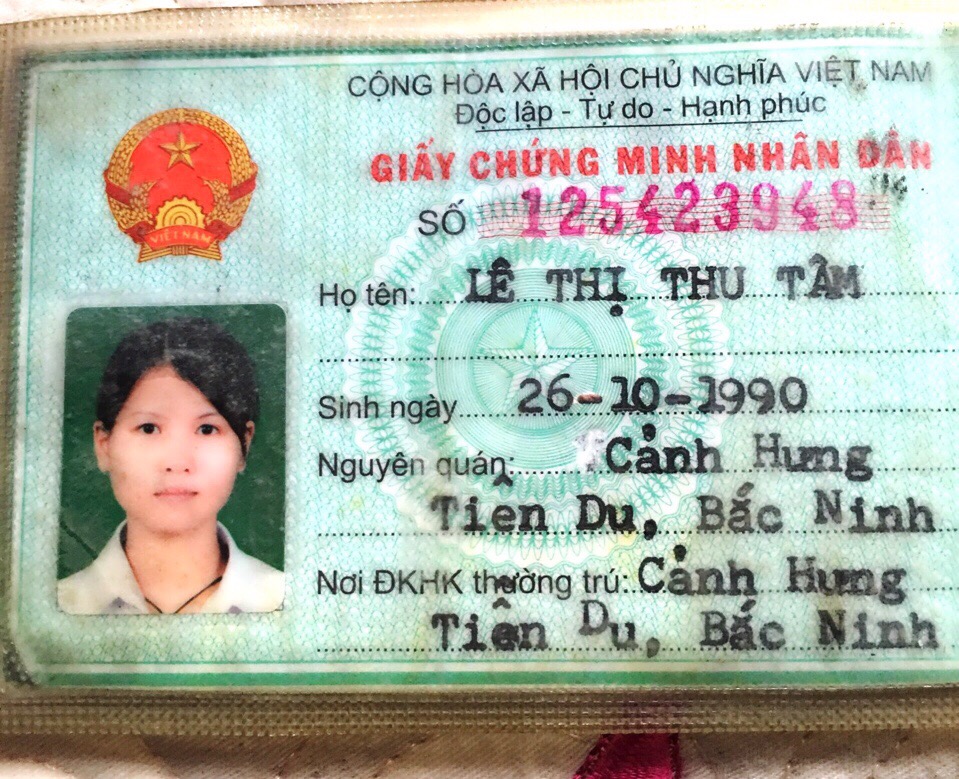 CỘNG HÒA XÃ HỘI CHỦ NGHĨA VIỆT NAM
Độc lập - Tự do - Hạnh phúc
GIẤY CHỨNG MINH NHÂN DÂN
SỐ 125423948
VIỆT NAM
Họ tên: LÊ THỊ THU TÂM
Sinh ngày 26-10-1990
Nguyên quán: Cảnh Hưng
Tiên Du, Bắc Ninh
Nơi ĐKHK thường trú: Cảnh Hưng
Tiên Du, Bắc Ninh